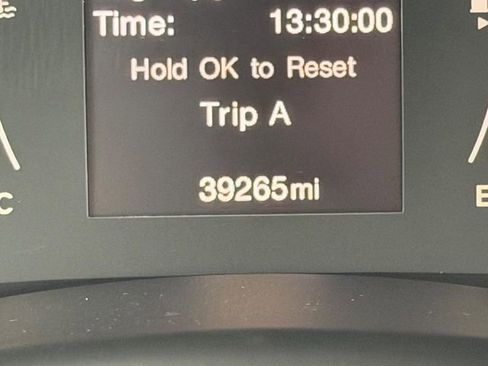 Time: 13:30:00
Hold OK to Reset
Trip A
39265mi
C
E